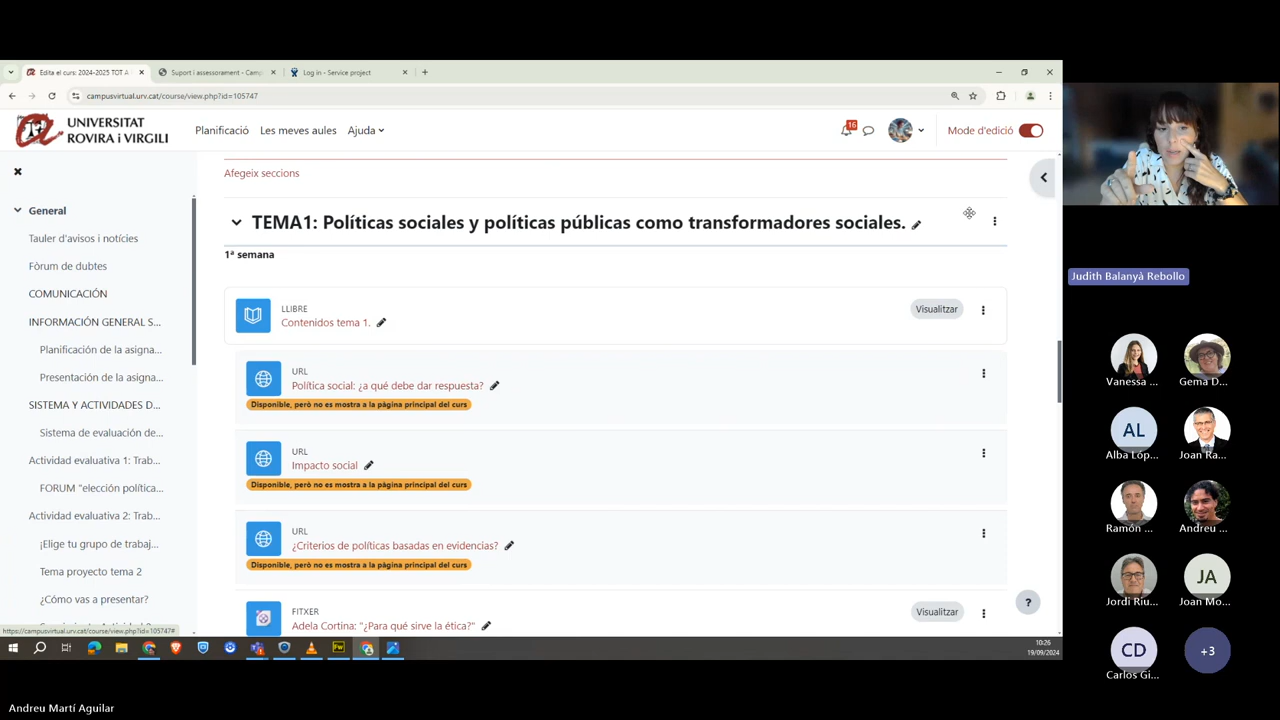 Edita el curs: 2024-2025 TOT A
Suport i assessorament - Camp
Log in - Service project
campusvirtual.urv.cat/course/view.php?id=105747
UNIVERSITAT
ROVIRA i VIRGILI
Planificació
Les meves aules
Ajuda
16
Mode d'edició
General
Tauler d'avisos i notícies
Fòrum de dubtes
COMUNICACIÓN
INFORMACIÓN GENERAL S...
Planificación de la asigna...
Presentación de la asigna...
SISTEMA Y ACTIVIDADES D...
Sistema de evaluación de...
Actividad evaluativa 1: Trab...
FORUM "elección política...
Actividad evaluativa 2: Trab...
¡Elige tu grupo de trabaj...
Tema proyecto tema 2
¿Cómo vas a presentar?
https://campusvirtual.urv.cat/course/view.php?id=105747#
Afegeix seccions
TEMA1: Políticas sociales y políticas públicas como transformadores sociales.
1ª semana
LLIBRE
Contenidos tema 1.
Visualitzar
URL
Política social: ¿a qué debe dar respuesta?
Disponible, però no es mostra a la pàgina principal del curs
URL
Impacto social
Disponible, però no es mostra a la pàgina principal del curs
URL
¿Criterios de políticas basadas en evidencias?
Disponible, però no es mostra a la pàgina principal del curs
FITXER
Adela Cortina: "¿Para qué sirve la ética?"
Visualitzar
?
Fw
10:26
19/09/2024
Judith Balanyà Rebollo
Vanessa ...
Gema D...
AL
Alba Lóp...
Joan Ra...
Ramón ...
Andreu ...
Jordi Riu...
JA
Joan Mo...
CD
Carlos Gi...
+3
Andreu Martí Aguilar